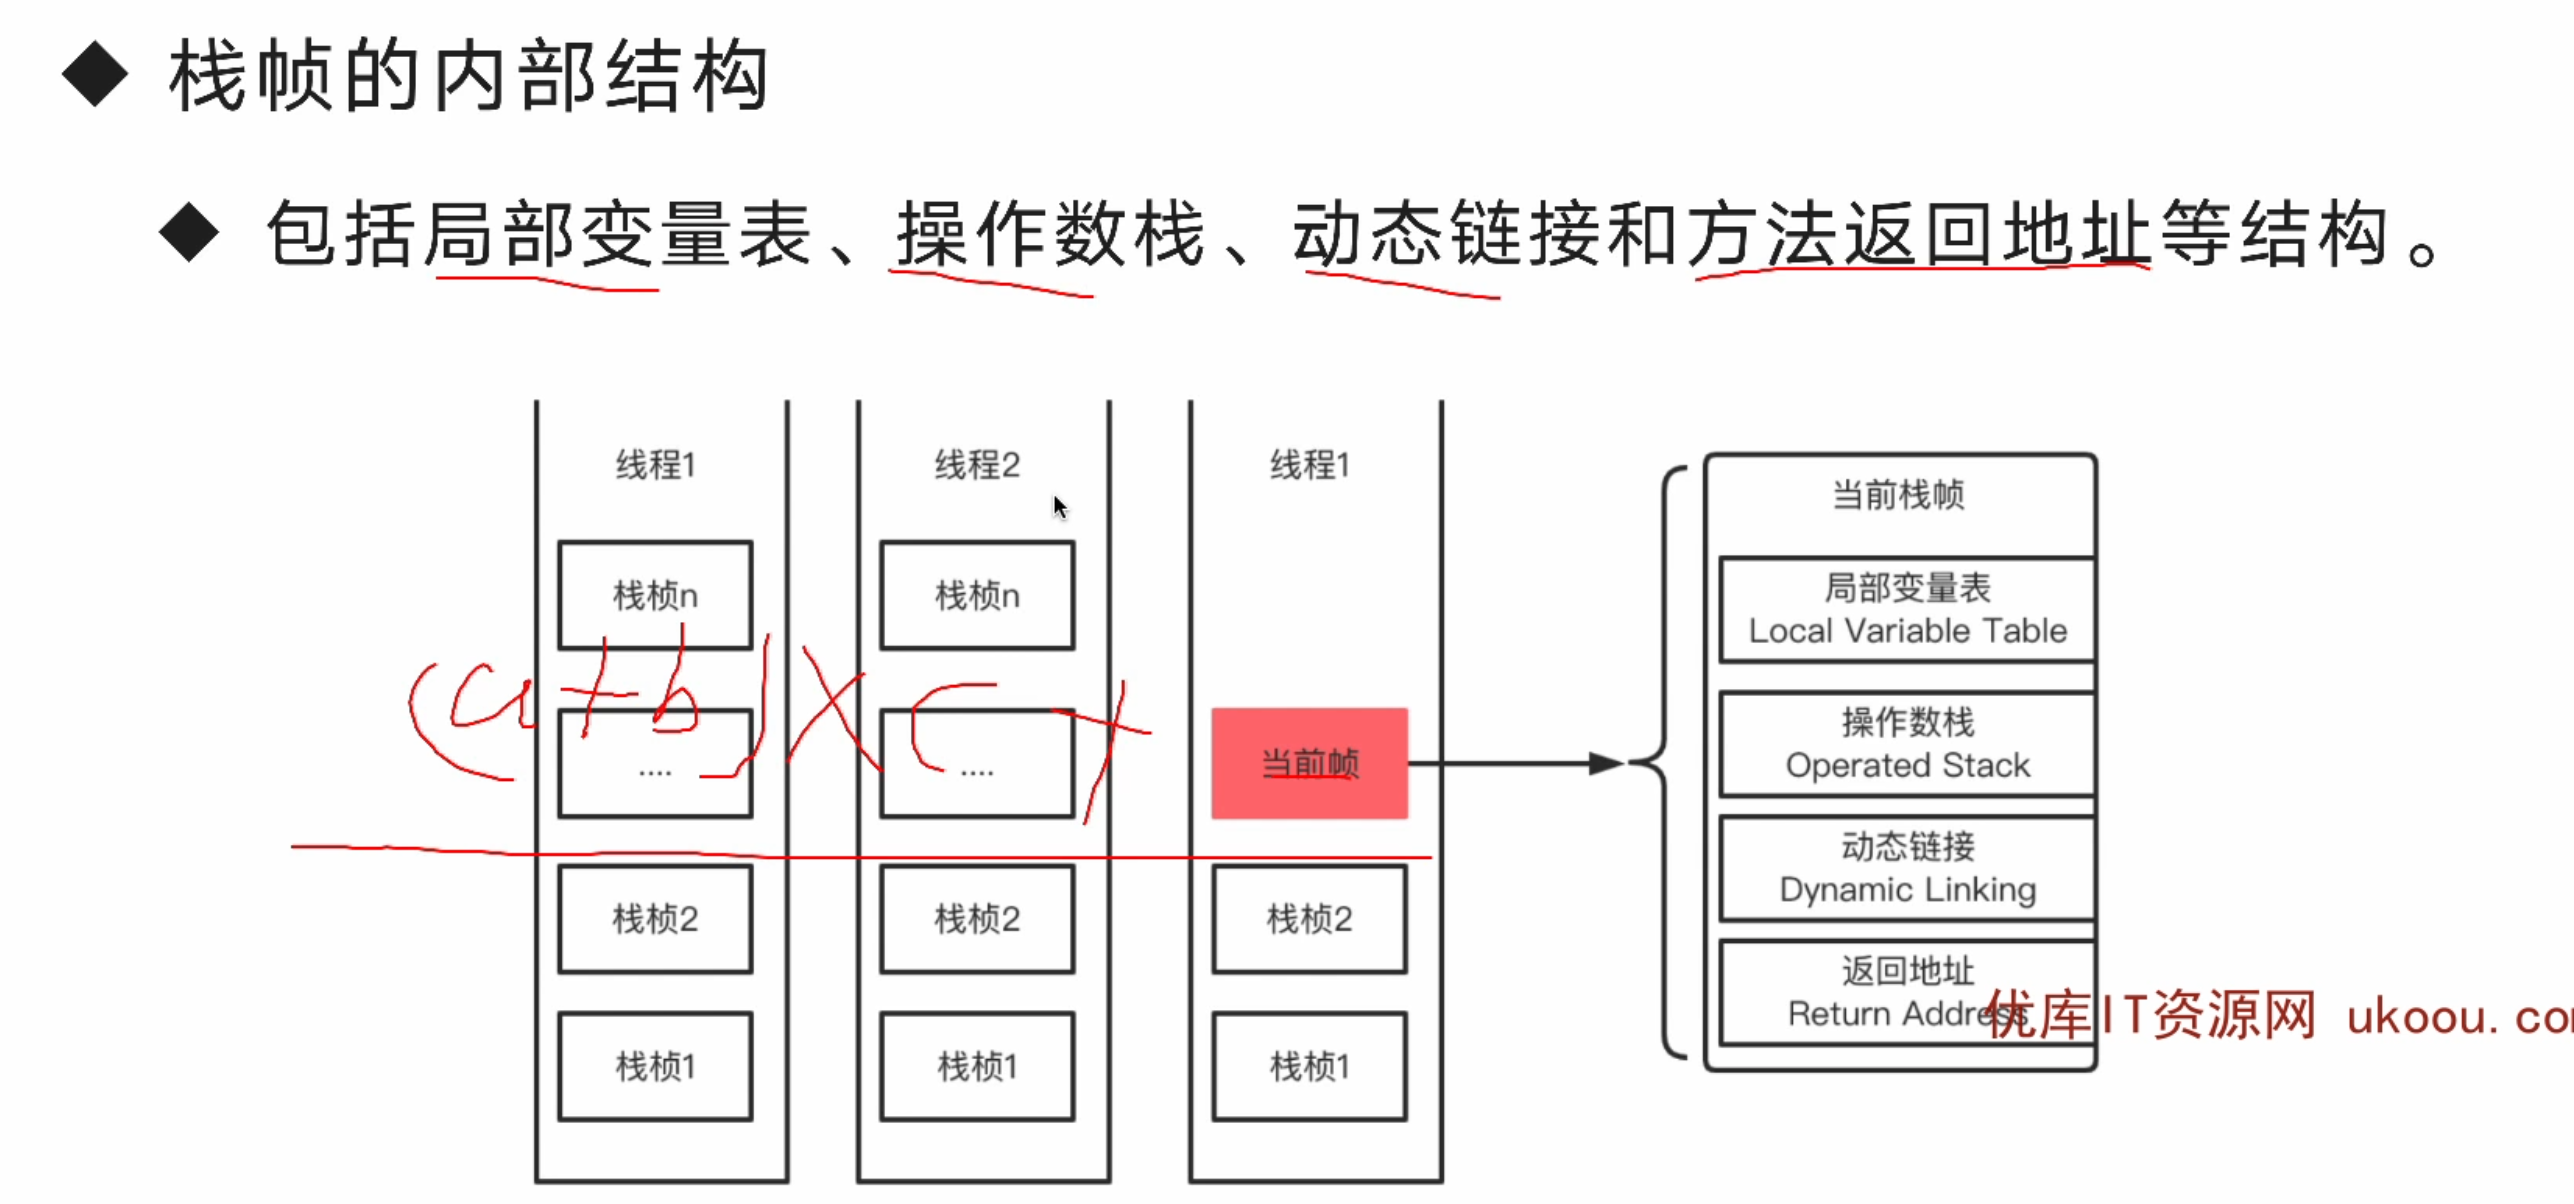 栈帧的内部结构
包括局部变量表、操作数栈、动态链接和方法返回地址等结构。
线程1
栈桢n
....
栈桢2
栈桢1
线程2
栈桢n
....
栈桢2
栈桢1
线程1
当前帧
栈桢2
栈桢1
当前栈帧
局部变量表
Local Variable Table
操作数栈
Operated Stack
动态链接
Dynamic Linking
返回地址
Return Address
(a+b)×c+
优库IT资源网 ukoou.co